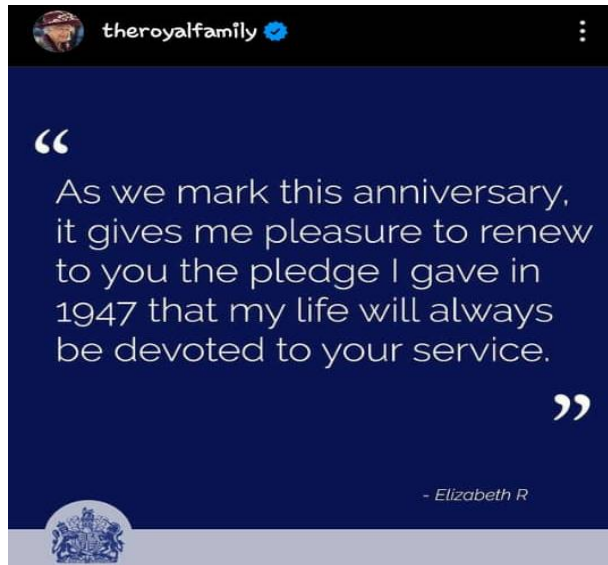 theroyalfamily
“
As we mark this anniversary,
it gives me pleasure to renew
to you the pledge I gave in
1947 that my life will always
be devoted to your service.
”
- Elizabeth R